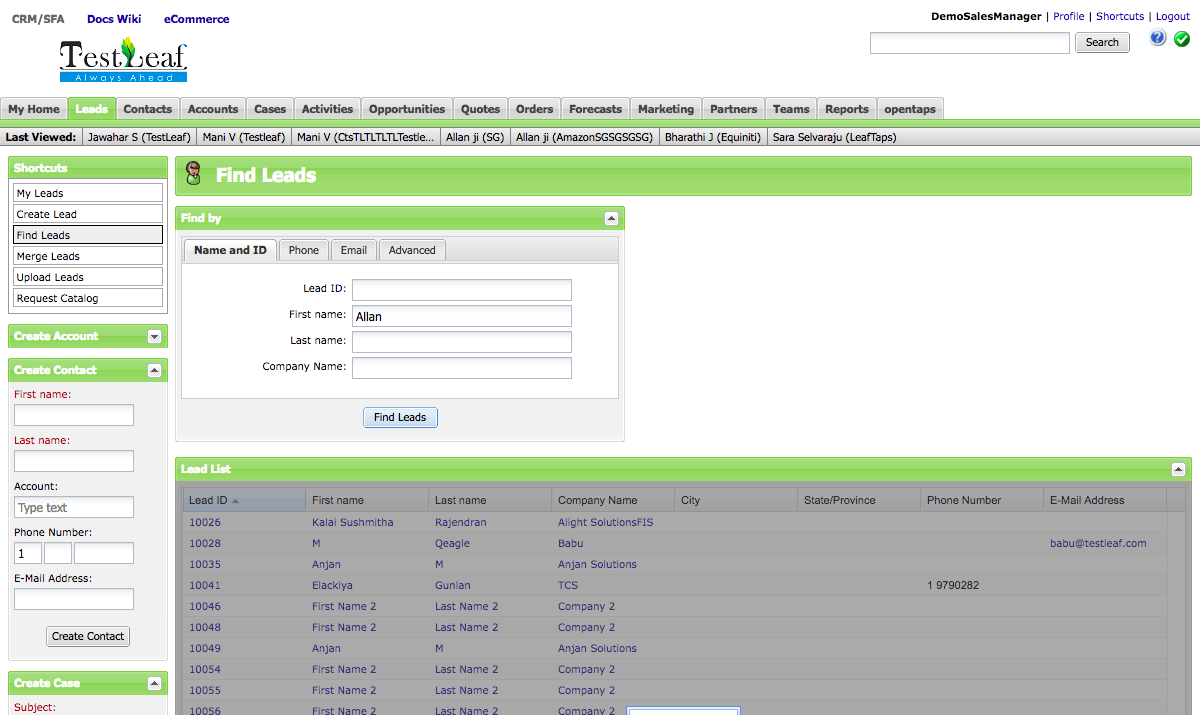 CRM/SFA Docs Wiki eCommerce
DemoSalesManager | Profile | Shortcuts | Logout
TestLeaf
Always Ahead
Search
?
My Home Leads Contacts Accounts Cases Activities Opportunities Quotes Orders Forecasts Marketing Partners Teams Reports opentaps
Last Viewed: Jawahar S (TestLeaf) Mani V (Testleaf) Mani V (CtsTLTLTLTLTestle... Allan ji (SG) Allan ji (AmazonSGSGSGSG) Bharathi J (Equiniti) Sara Selvaraju (LeafTaps)
Shortcuts
My Leads
Create Lead
Find Leads
Merge Leads
Upload Leads
Request Catalog
Create Account
Create Contact
First name:
Last name:
Account:
Type text
Phone Number:
1
E-Mail Address:
Create Contact
Create Case
Subject:
Find Leads
Find by
Name and ID Phone Email Advanced
Lead ID:
First name: Allan
Last name:
Company Name:
Find Leads
Lead List
Lead ID First name Last name Company Name City State/Province Phone Number E-Mail Address
10026 Kalai Sushmitha Rajendran Alight SolutionsFIS
10028 M Qeagle Babu babu@testleaf.com
10035 Anjan M Anjan Solutions
10041 Elackiya Gunlan TCS 1 9790282
10046 First Name 2 Last Name 2 Company 2
10048 First Name 2 Last Name 2 Company 2
10049 Anjan M Anjan Solutions
10054 First Name 2 Last Name 2 Company 2
10055 First Name 2 Last Name 2 Company 2
10056 First Name 2 Last Name 2 Company 2